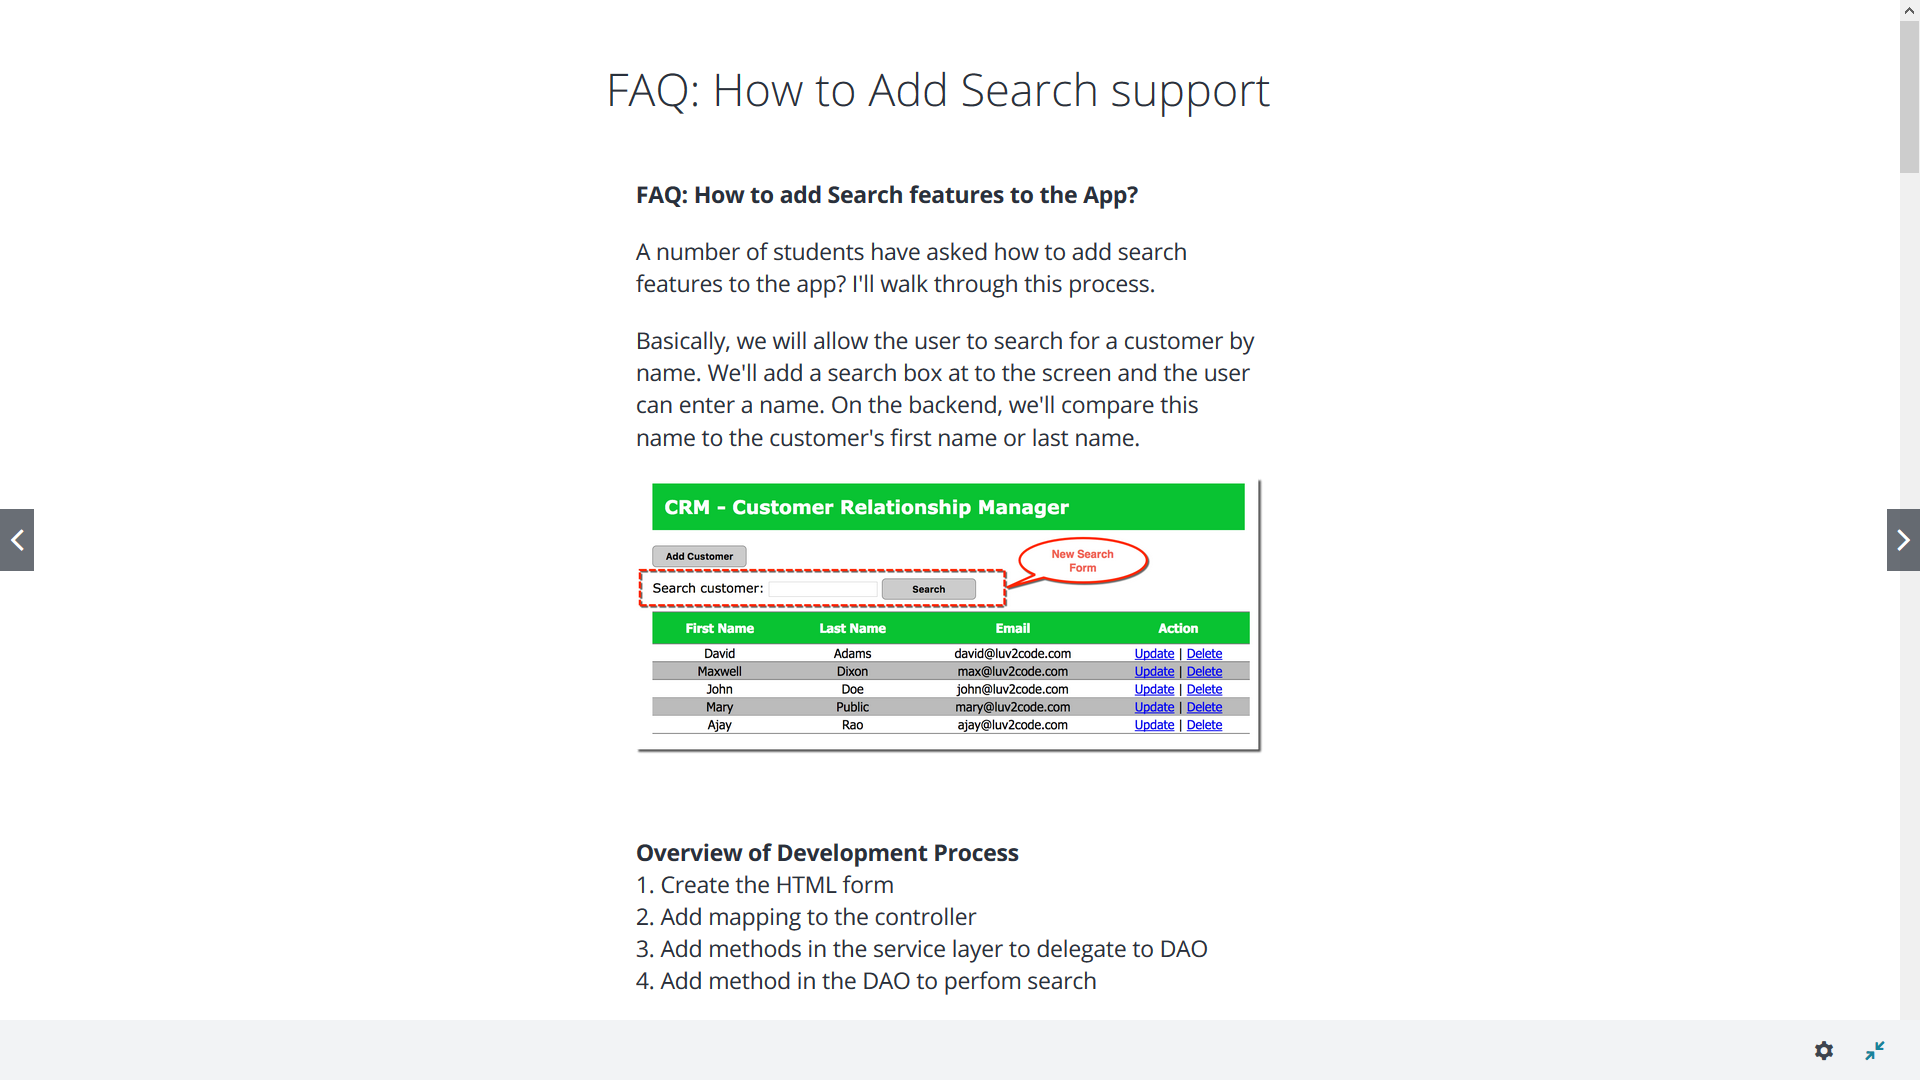 FAQ: How to Add Search support
FAQ: How to add Search features to the App?
A number of students have asked how to add search
features to the app? I'll walk through this process.
Basically, we will allow the user to search for a customer by
name. We'll add a search box at to the screen and the user
can enter a name. On the backend, we'll compare this
name to the customer's first name or last name.
CRM - Customer Relationship Manager
Add Customer
New Search
Form
Search customer: Search
First Name Last Name Email Action
David Adams david@luv2code.com Update | Delete
Maxwell Dixon max@luv2code.com Update | Delete
John Doe john@luv2code.com Update | Delete
Mary Public mary@luv2code.com Update | Delete
Ajay Rao ajay@luv2code.com Update | Delete
Overview of Development Process
1. Create the HTML form
2. Add mapping to the controller
3. Add methods in the service layer to delegate to DAO
4. Add method in the DAO to perfom search